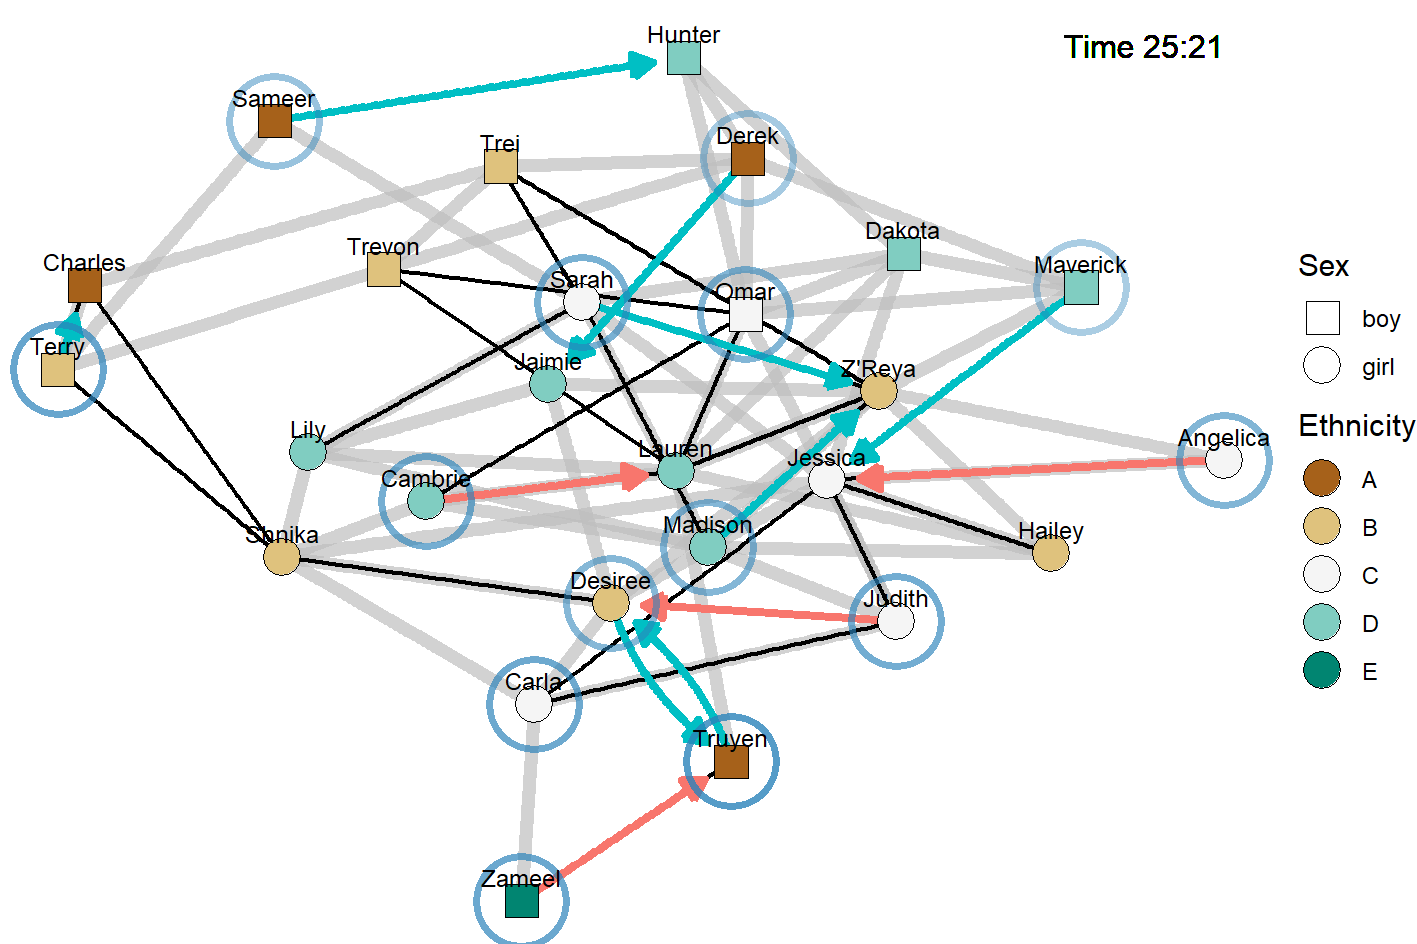 Hunter
Time 25:21
Sameer
Derek
Trei
Dakota
Trevon
Charles
Maverick
Sarah
Omar
Terry
Jaimie
Z'Reya
Lily
Lauren
Jessica
Angelica
Cambrie
Madison
Hailey
Shnika
Desiree
Judith
Carla
Truyen
Zameel
Sex
boy
girl
Ethnicity
A
B
C
D
E